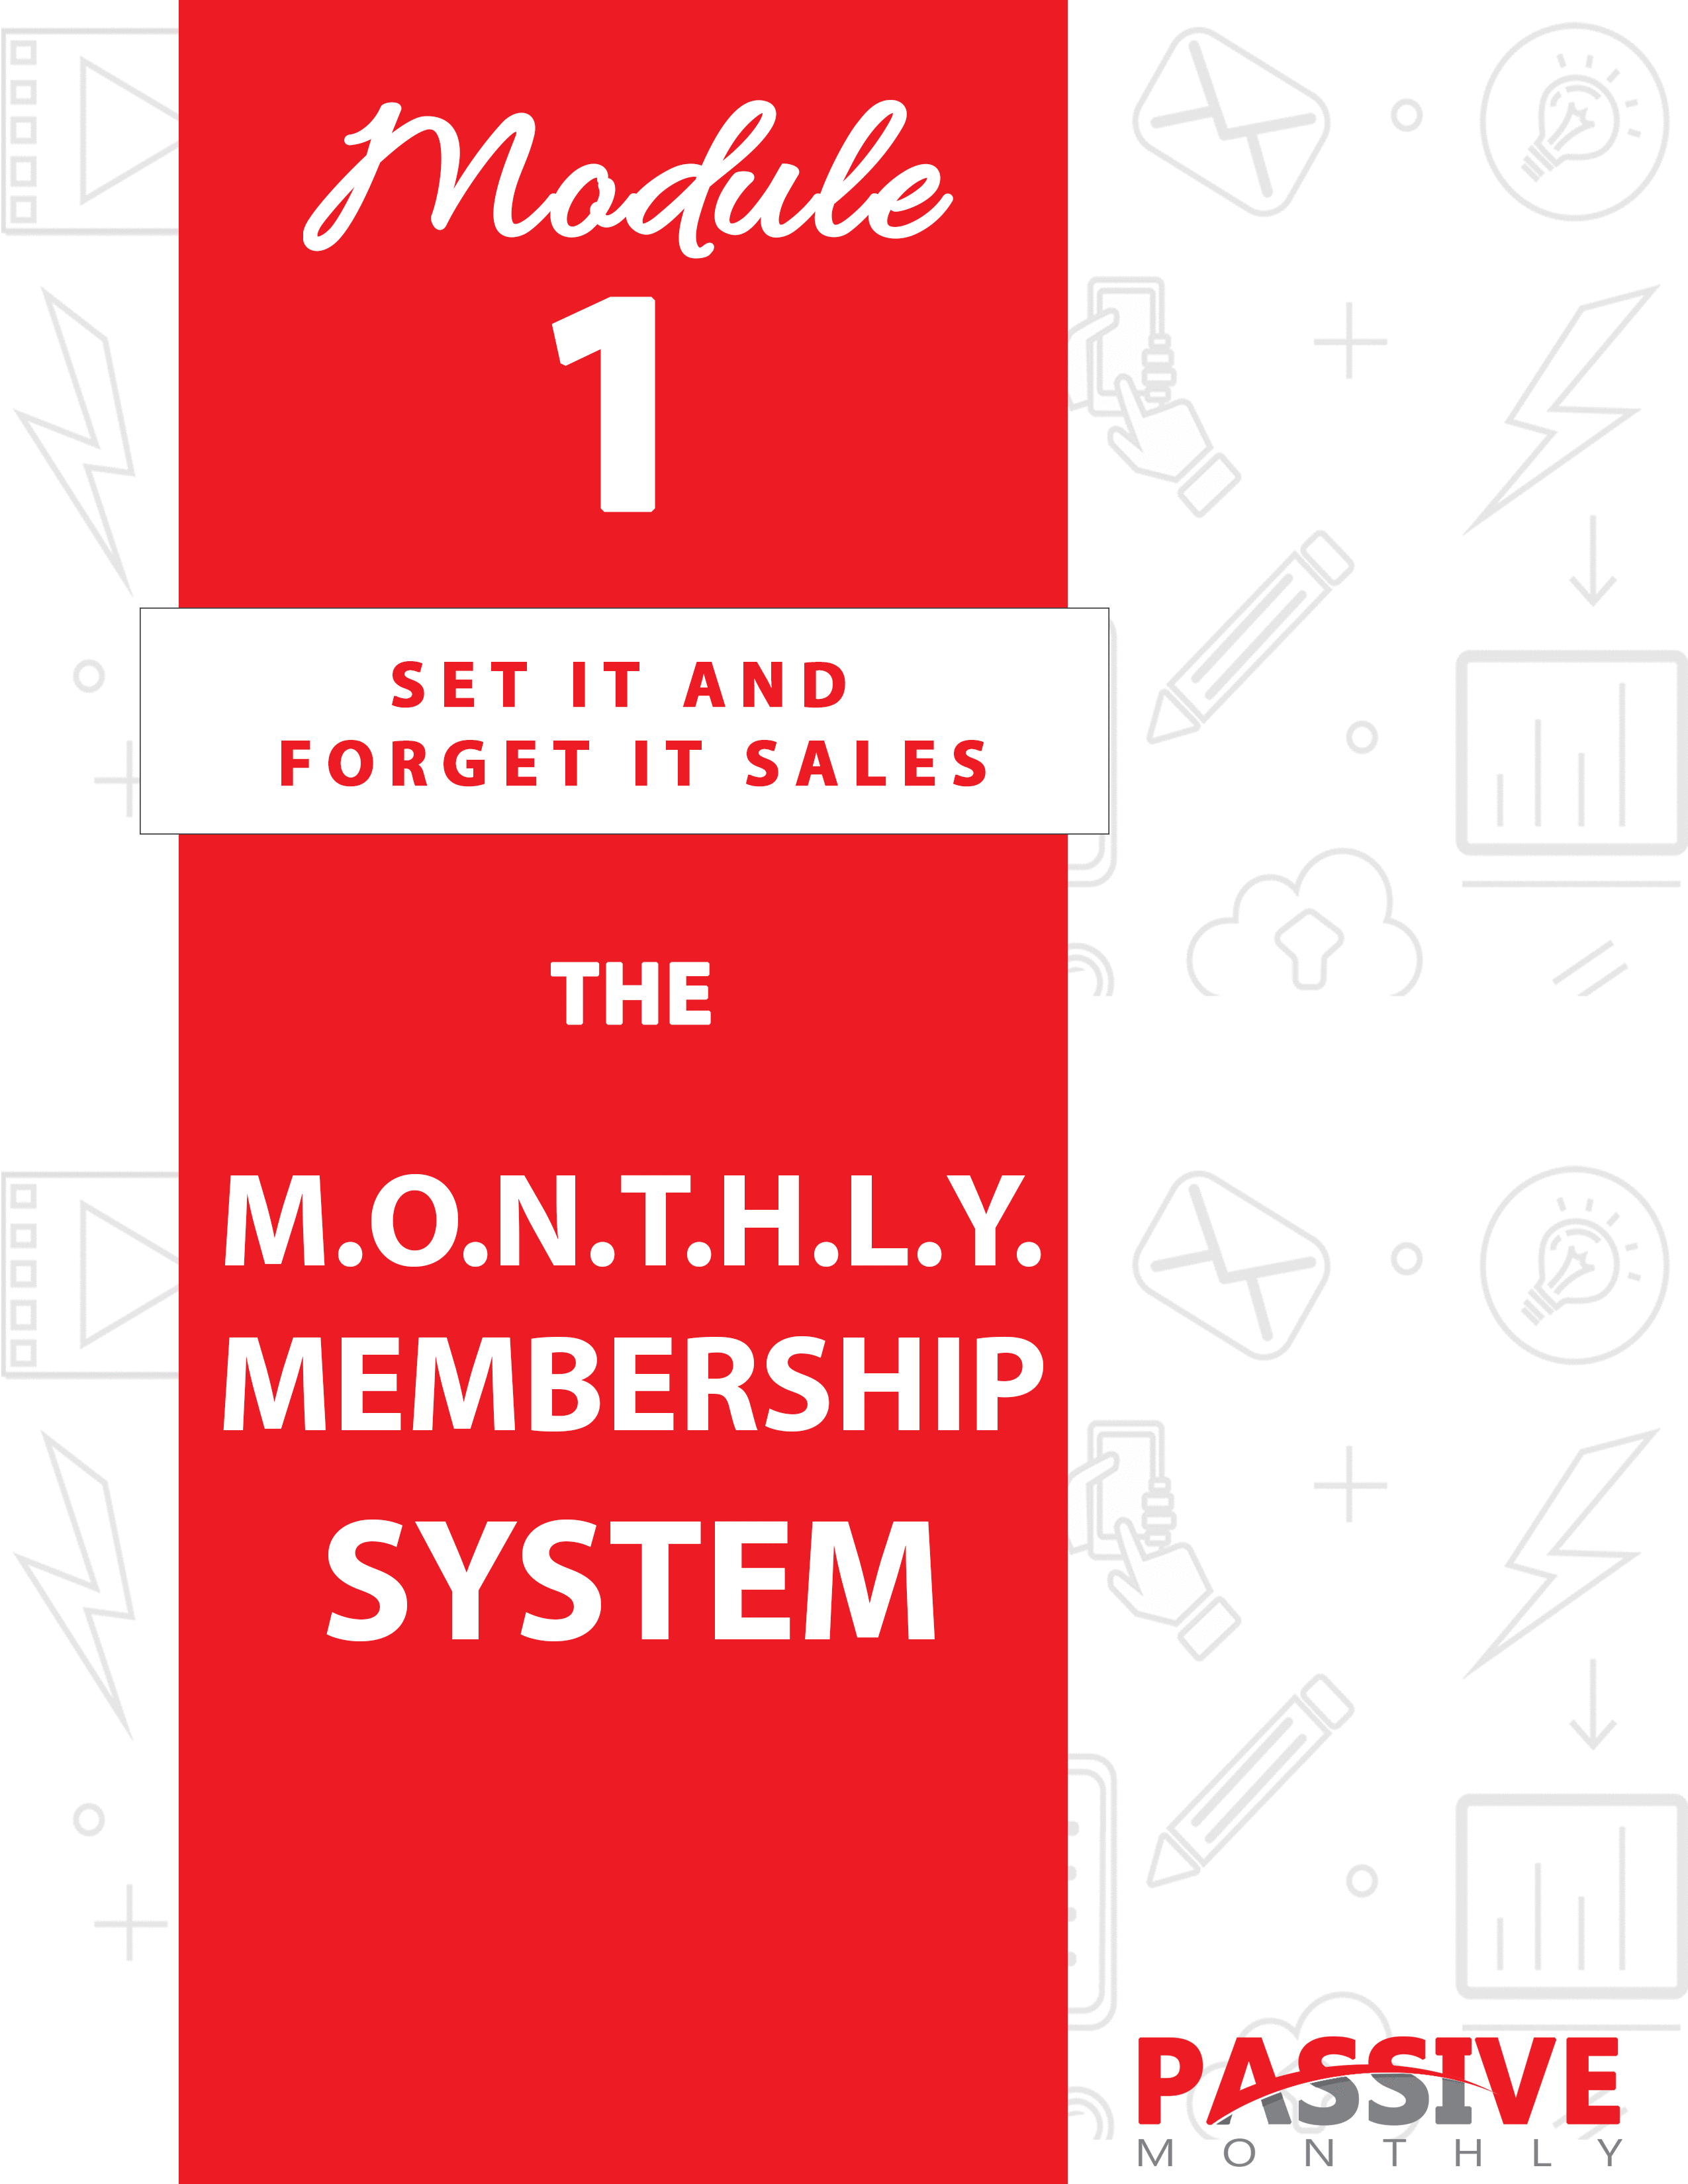 Module
1
SET IT AND
FORGET IT SALES
THE
M.O.N.T.H.L.Y.
MEMBERSHIP
SYSTEM
PASSIVE
MONTHLY